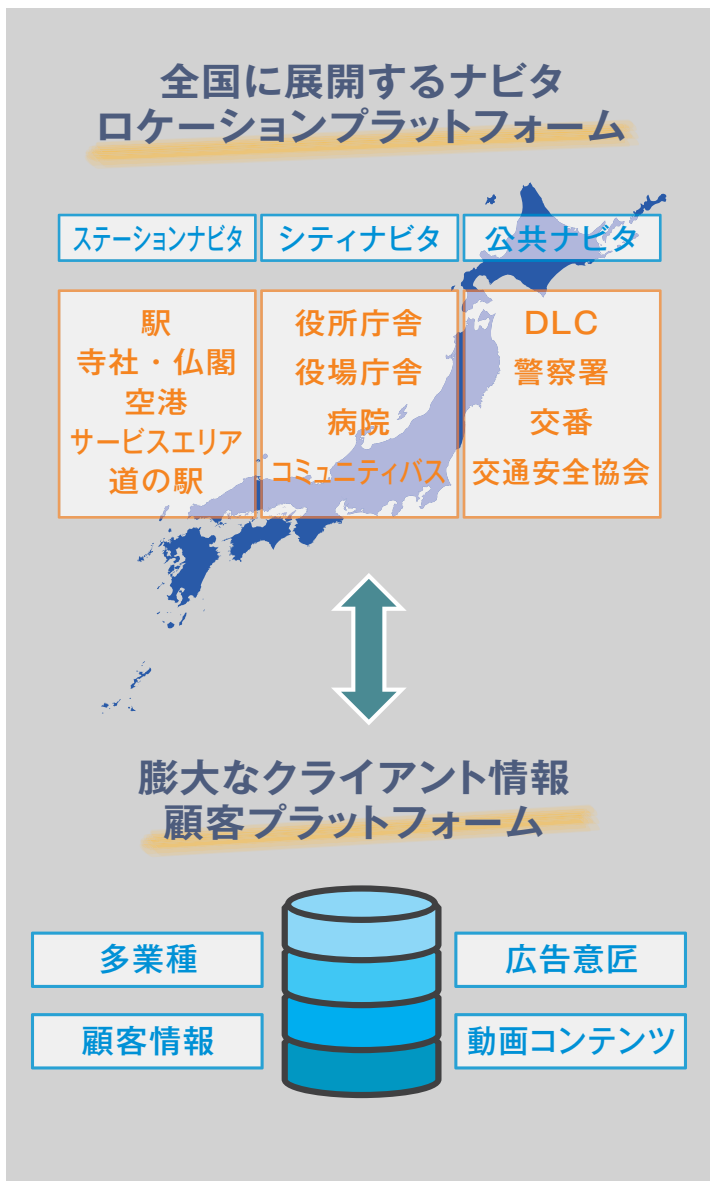 全国に展開するナビタ
ロケーションプラットフォーム
ステーションナビタ
シティナビタ
公共ナビタ
駅
寺社・仏閣
空港
サービスエリア
道の駅
役所庁舎
役場庁舎
病院
コミュニティバス
DLC
警察署
交番
交通安全協会
膨大なクライアント情報
顧客プラットフォーム
多業種
顧客情報
広告意匠
動画コンテンツ